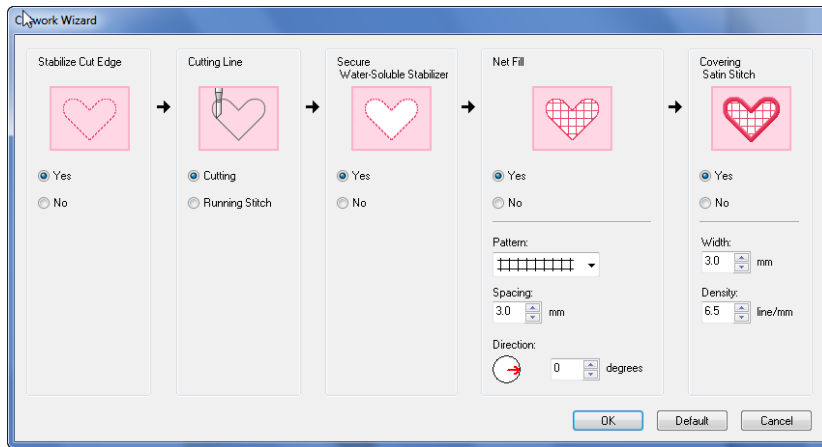 Cutwork Wizard
Stabilize Cut Edge
Yes
No
Cutting Line
Cutting
Running Stitch
Secure
Water-Soluble Stabilizer
Yes
No
Net Fill
Yes
No
Pattern:
Spacing:
3.0 mm
Direction:
0 degrees
Covering
Satin Stitch
Yes
No
Width:
3.0 mm
Density:
6.5 line/mm
OK
Default
Cancel